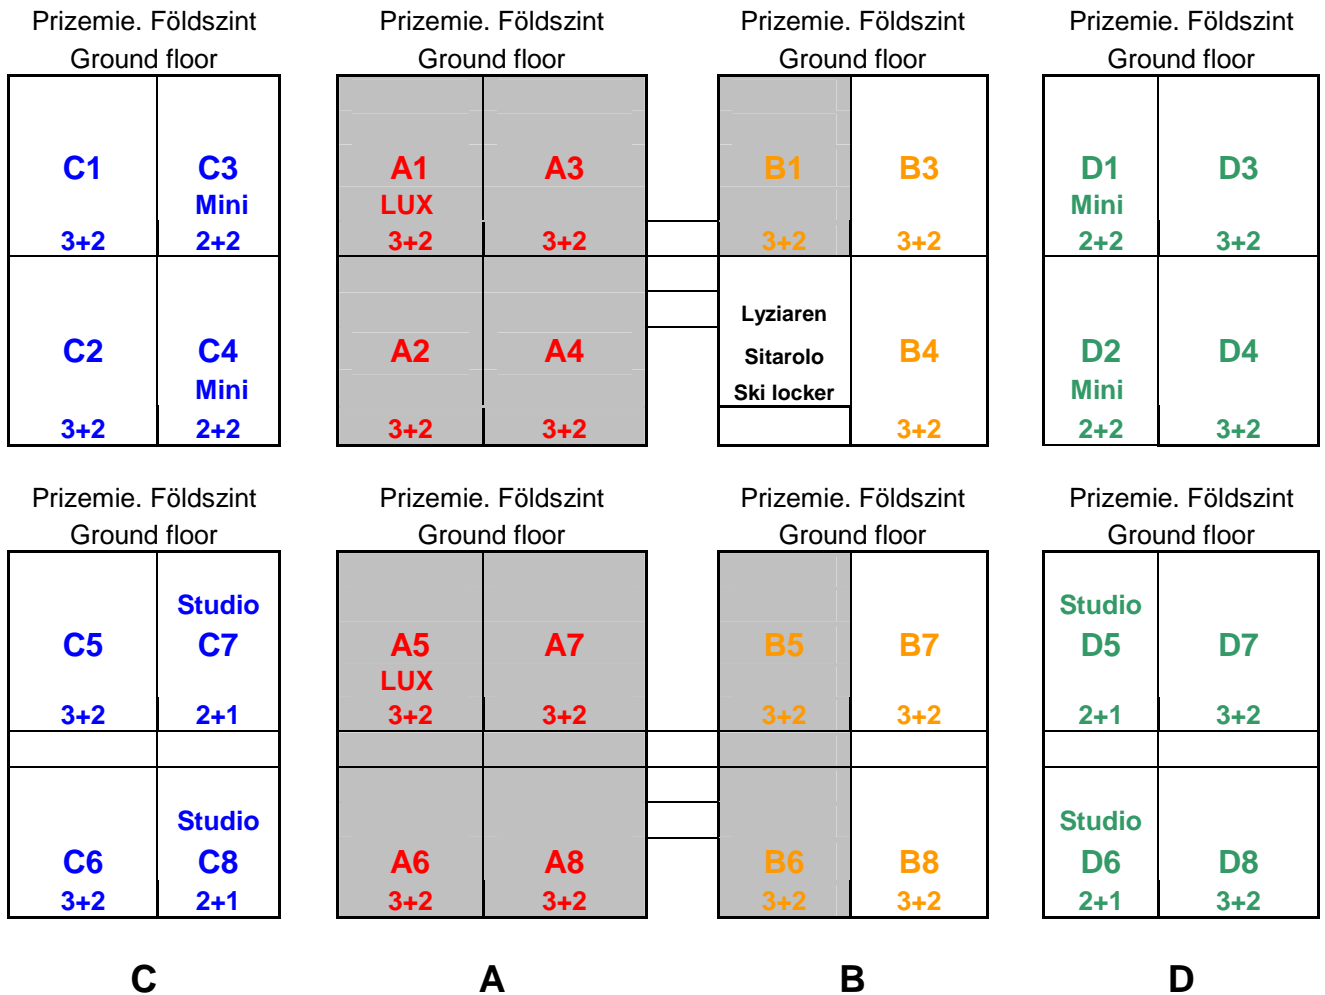 Prizemie. Földszint Prizemie. Földszint Prizemie. Földszint Prizemie. Földszint
Ground floor Ground floor Ground floor Ground floor
C1 C3 A1 A3 B1 B3 D1 D3
Mini LUX Mini
3+2 2+2 3+2 3+2 3+2 3+2 2+2 3+2
Lyziaren
C2 C4 A2 A4 Sitarolo B4 D2 D4
Mini Ski locker Mini
3+2 2+2 3+2 3+2 3+2 2+2 3+2
Prizemie. Földszint Prizemie. Földszint Prizemie. Földszint Prizemie. Földszint
Ground floor Ground floor Ground floor Ground floor
Studio Studio
C5 C7 A5 A7 B5 B7 D5 D7
LUX
3+2 2+1 3+2 3+2 3+2 3+2 2+1 3+2
Studio Studio
C6 C8 A6 A8 B6 B8 D6 D8
3+2 2+1 3+2 3+2 3+2 3+2 2+1 3+2
C A B D